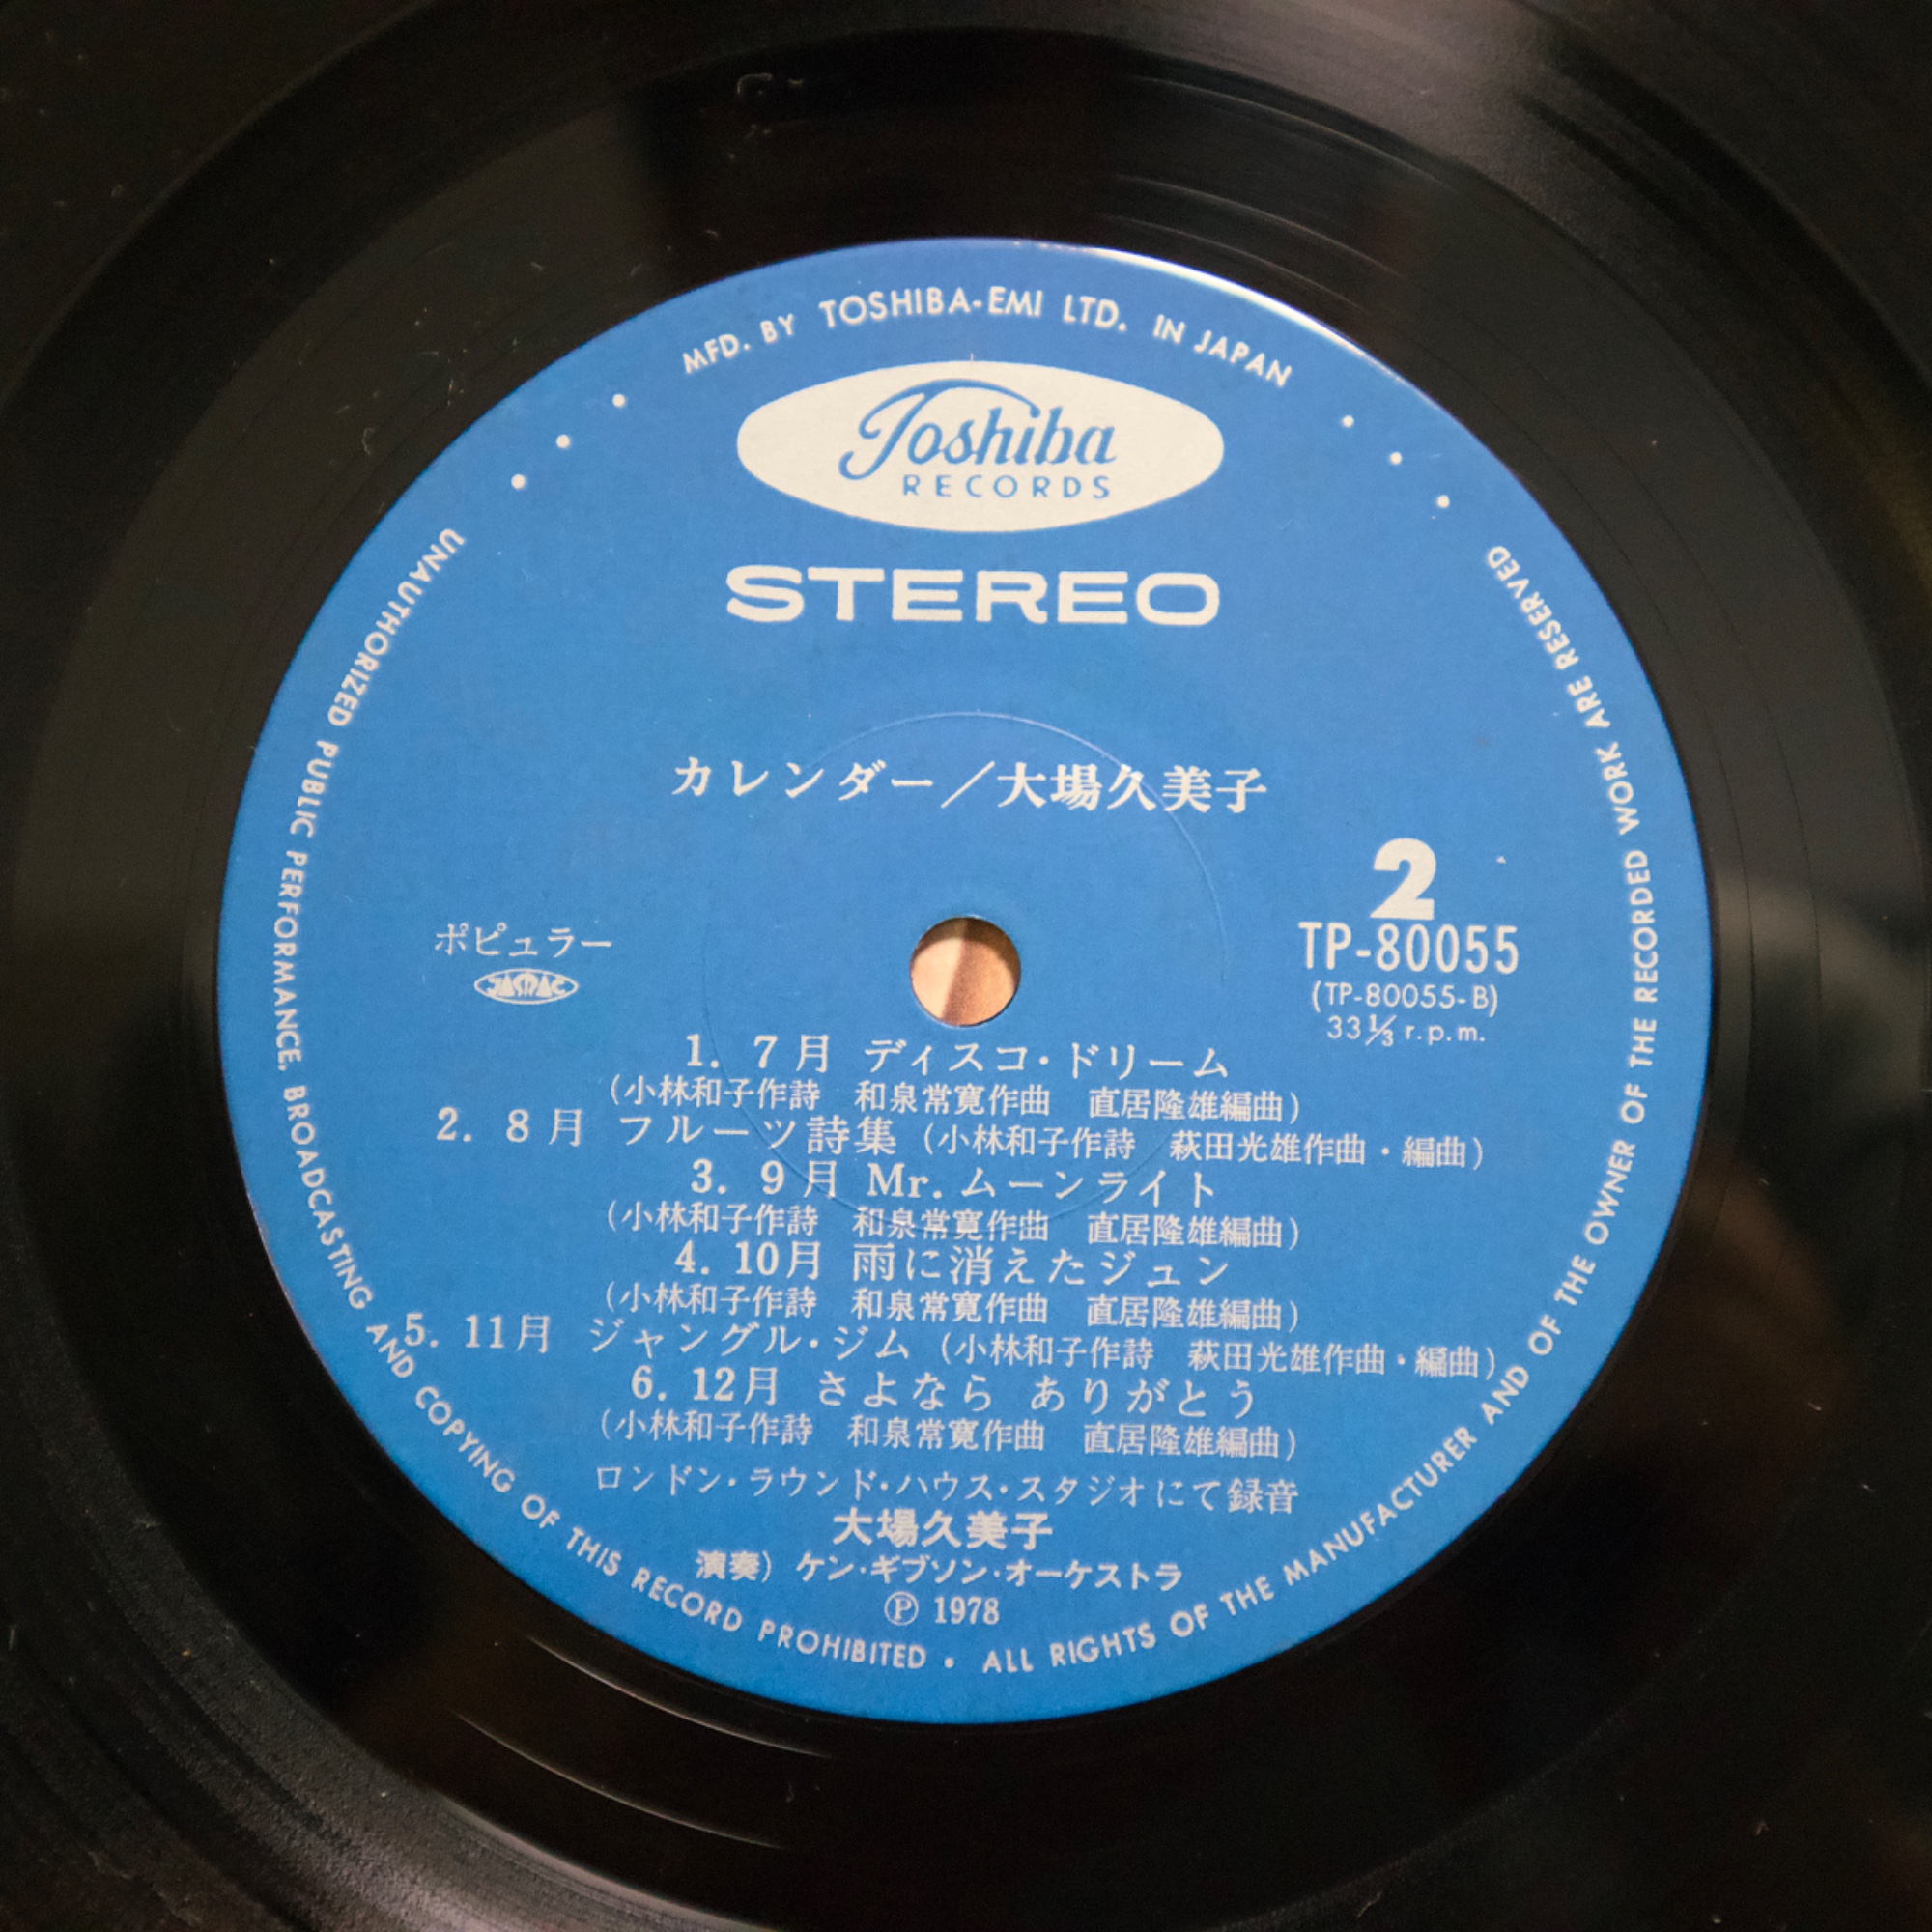 MFD. BY TOSHIBA-EMI LTD. IN JAPAN
Toshiba
RECORDS
STEREO
カレンダー／大場久美子
2
ポピュラー
TP-80055
JASRAC
(TP-80055-B)
33⅓ r.p.m.
1. 7月 ディスコ・ドリーム
(小林和子作詩 和泉常寛作曲 直居隆雄編曲)
2. 8月 フルーツ詩集 (小林和子作詩 萩田光雄作曲・編曲)
3. 9月 Mr.ムーンライト
(小林和子作詩 和泉常寛作曲 直居隆雄編曲)
4. 10月 雨に消えたジュン
(小林和子作詩 和泉常寛作曲 直居隆雄編曲)
5. 11月 ジャングル・ジム (小林和子作詩 萩田光雄作曲・編曲)
6. 12月 さよなら ありがとう
(小林和子作詩 和泉常寛作曲 直居隆雄編曲)
ロンドン・ラウンド・ハウス・スタジオにて録音
大場久美子
演奏) ケン・ギブソン・オーケストラ
Ⓟ 1978
UNAUTHORIZED PUBLIC PERFORMANCE. BROADCASTING AND COPYING OF THIS RECORD PROHIBITED • ALL RIGHTS OF THE MANUFACTURER AND OF THE OWNER OF THE RECORDED WORK ARE RESERVED